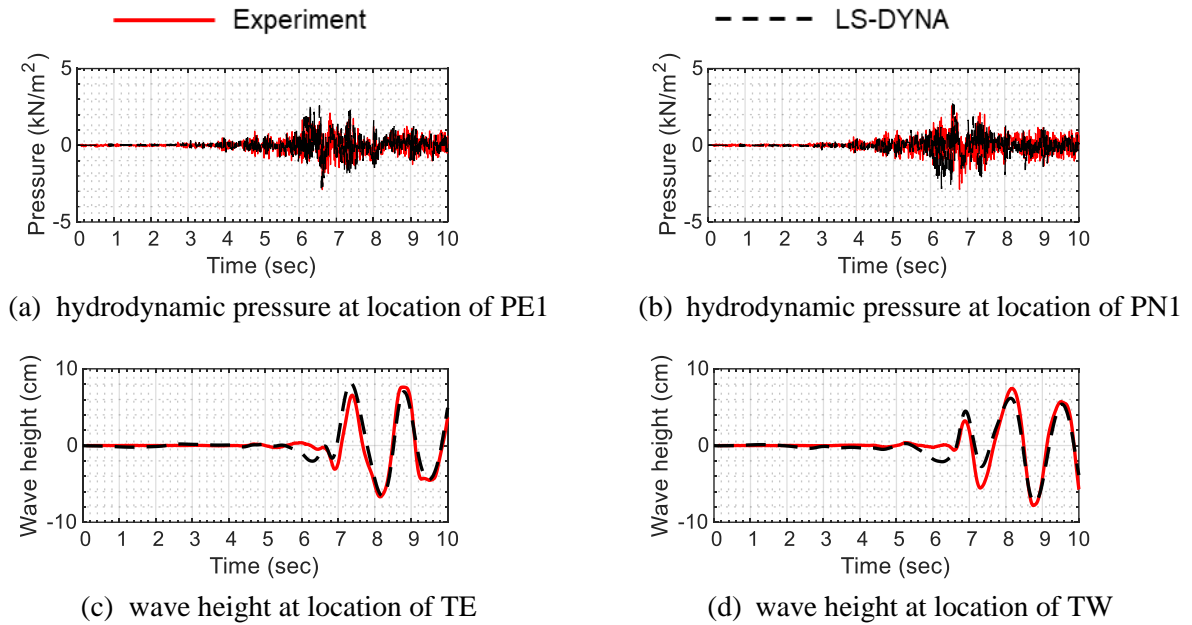 Experiment LS-DYNA
Pressure (kN/m²)
5
0
-5
0 1 2 3 4 5 6 7 8 9 10
Time (sec)
(a) hydrodynamic pressure at location of PE1
Pressure (kN/m²)
5
0
-5
0 1 2 3 4 5 6 7 8 9 10
Time (sec)
(b) hydrodynamic pressure at location of PN1
Wave height (cm)
10
0
-10
0 1 2 3 4 5 6 7 8 9 10
Time (sec)
(c) wave height at location of TE
Wave height (cm)
10
0
-10
0 1 2 3 4 5 6 7 8 9 10
Time (sec)
(d) wave height at location of TW